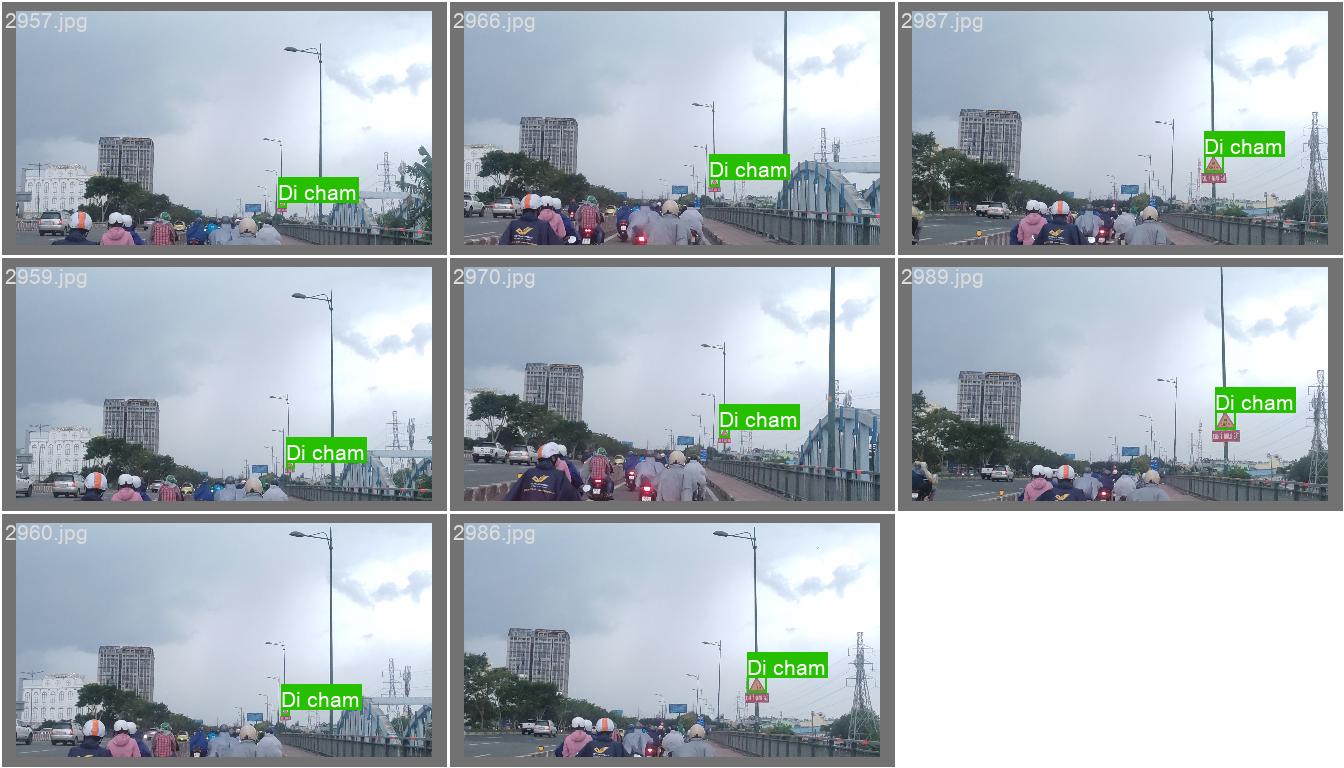 2957.jpg
Di cham
2966.jpg
Di cham
2987.jpg
Di cham
2959.jpg
Di cham
2970.jpg
Di cham
2989.jpg
Di cham
2960.jpg
Di cham
2986.jpg
Di cham